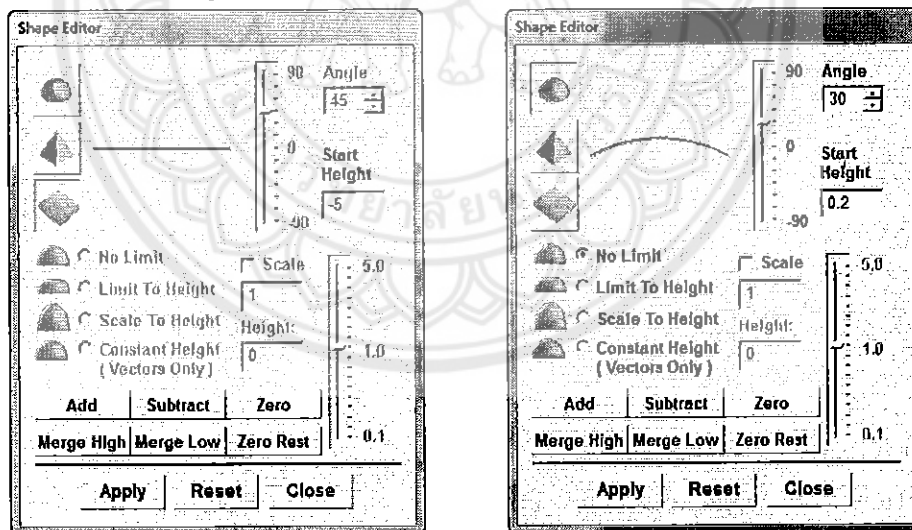 Shape Editor
90 Angle
45
0 Start
Height
-5
-90
No Limit
Scale 5.0
Limit To Height
1
Scale To Height
Height:
Constant Height
0 1.0
( Vectors Only )
Add Subtract Zero
Merge High Merge Low Zero Rest 0.1
Apply Reset Close
Shape Editor
90 Angle
30
0 Start
Height
0.2
-90
No Limit
Scale 5.0
Limit To Height
1
Scale To Height
Height:
Constant Height
0 1.0
( Vectors Only )
Add Subtract Zero
Merge High Merge Low Zero Rest 0.1
Apply Reset Close